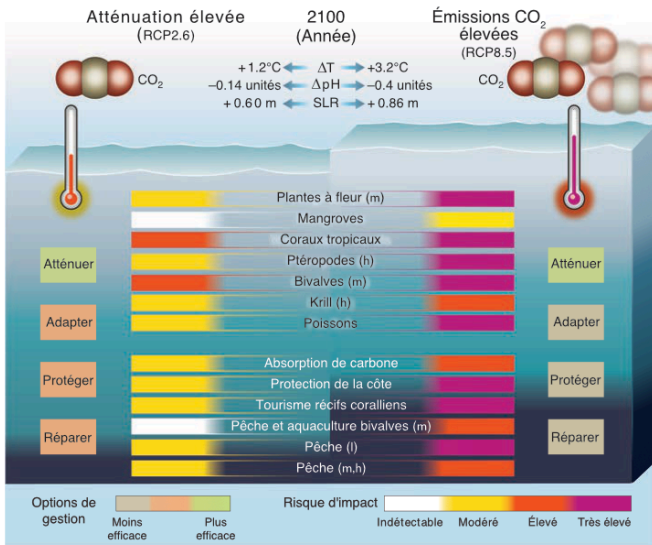 Atténuation élevée
(RCP2.6)
2100
(Année)
Émissions CO2
élevées
(RCP8.5)
CO2
CO2
+1.2°C ΔT +3.2°C
–0.14 unités ΔpH –0.4 unités
+0.60 m SLR +0.86 m
Plantes à fleur (m)
Mangroves
Coraux tropicaux
Ptéropodes (h)
Bivalves (m)
Krill (h)
Poissons
Absorption de carbone
Protection de la côte
Tourisme récifs coralliens
Pêche et aquaculture bivalves (m)
Pêche (l)
Pêche (m,h)
Atténuer
Adapter
Protéger
Réparer
Atténuer
Adapter
Protéger
Réparer
Options de
gestion
Moins
efficace
Plus
efficace
Risque d'impact
Indétectable Modéré Élevé Très élevé